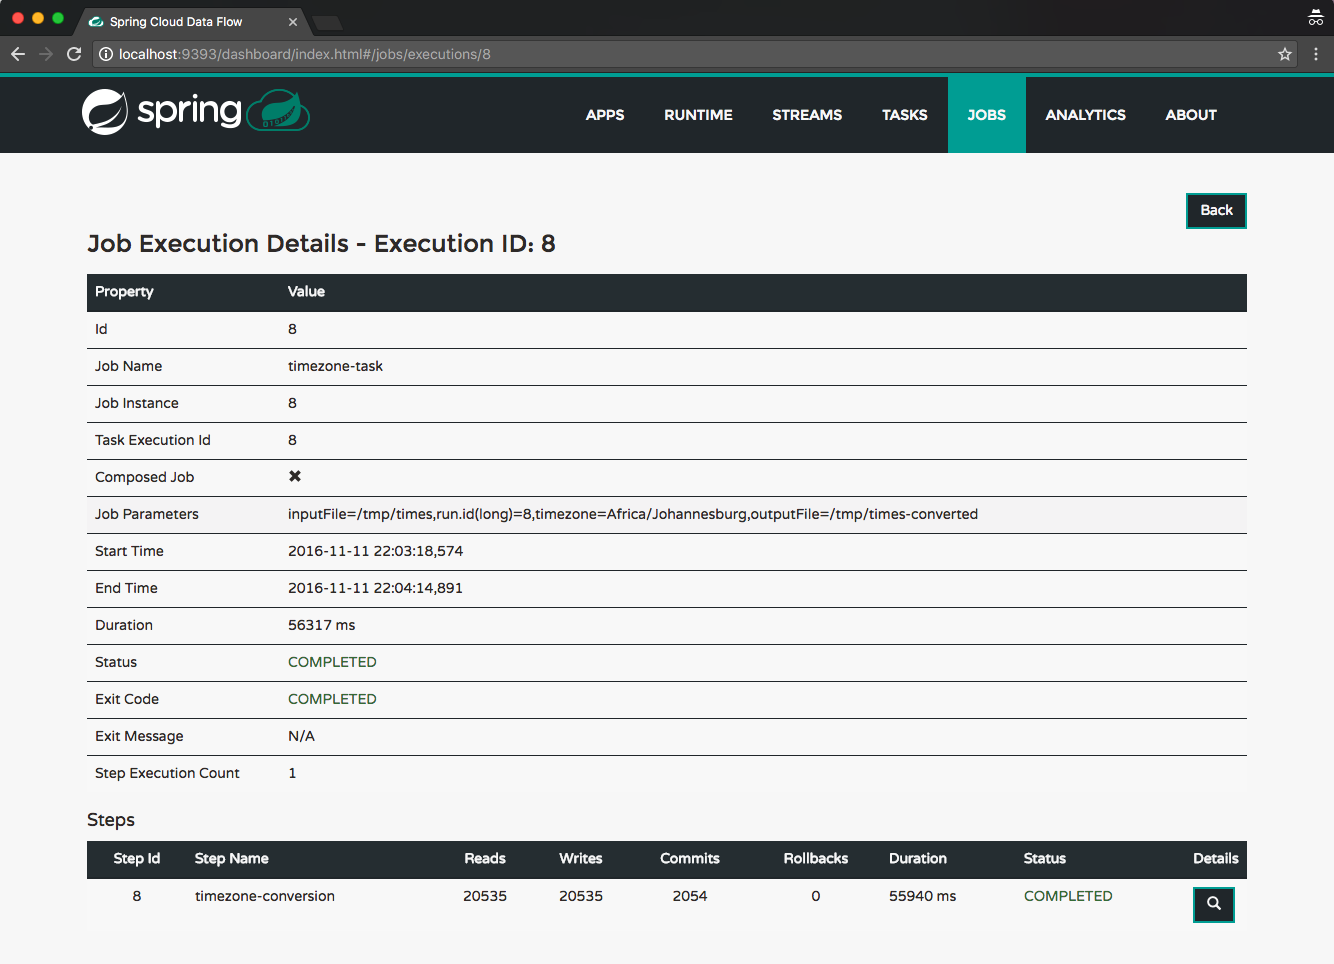 Spring Cloud Data Flow
localhost:9393/dashboard/index.html#/jobs/executions/8
spring
APPS RUNTIME STREAMS TASKS JOBS ANALYTICS ABOUT
Back
Job Execution Details - Execution ID: 8
Property Value
Id 8
Job Name timezone-task
Job Instance 8
Task Execution Id 8
Composed Job ✖
Job Parameters inputFile=/tmp/times,run.id(long)=8,timezone=Africa/Johannesburg,outputFile=/tmp/times-converted
Start Time 2016-11-11 22:03:18,574
End Time 2016-11-11 22:04:14,891
Duration 56317 ms
Status COMPLETED
Exit Code COMPLETED
Exit Message N/A
Step Execution Count 1
Steps
Step Id Step Name Reads Writes Commits Rollbacks Duration Status Details
8 timezone-conversion 20535 20535 2054 0 55940 ms COMPLETED